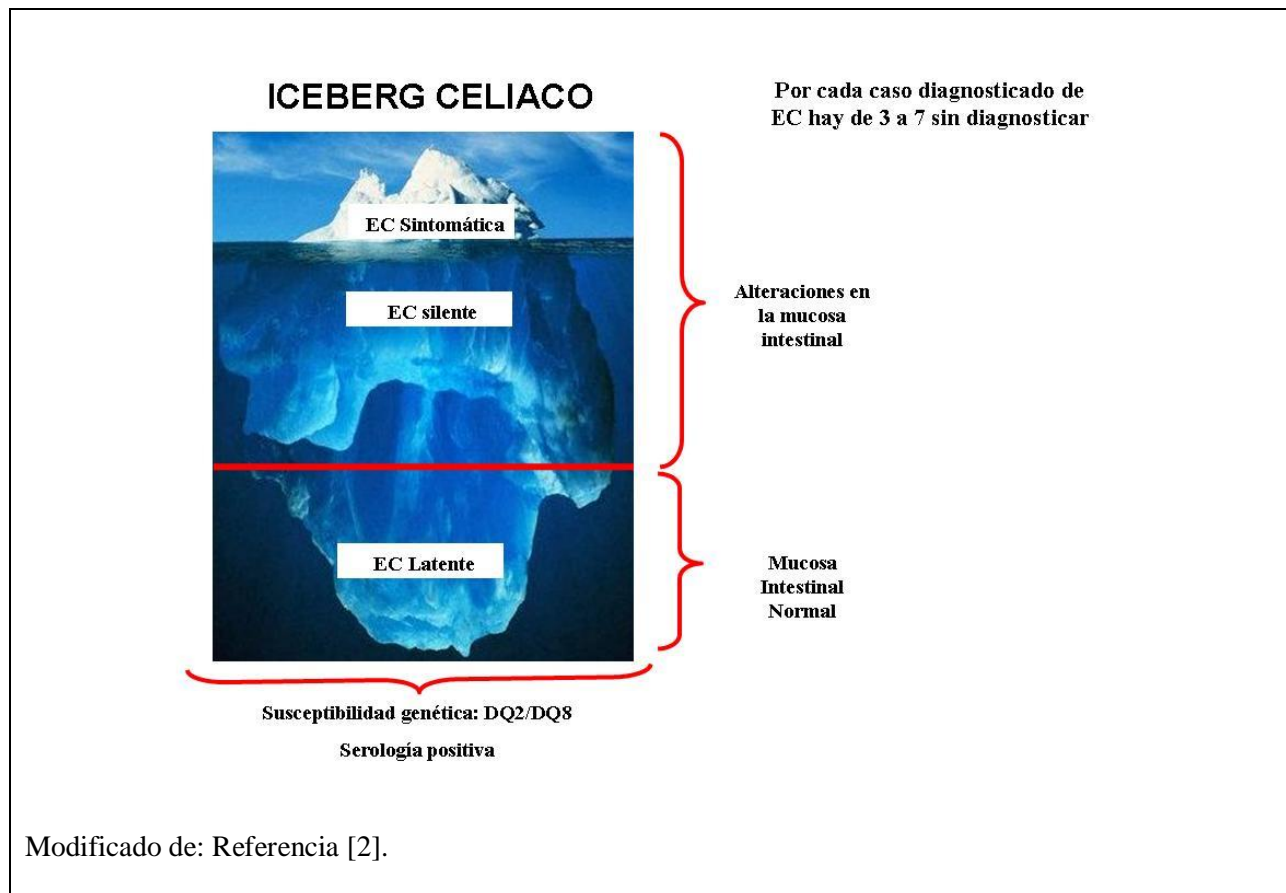 ICEBERG CELIACO
Por cada caso diagnosticado de
EC hay de 3 a 7 sin diagnosticar
EC Sintomática
EC silente
Alteraciones en
la mucosa
intestinal
EC Latente
Mucosa
Intestinal
Normal
Susceptibilidad genética: DQ2/DQ8
Serología positiva
Modificado de: Referencia [2].